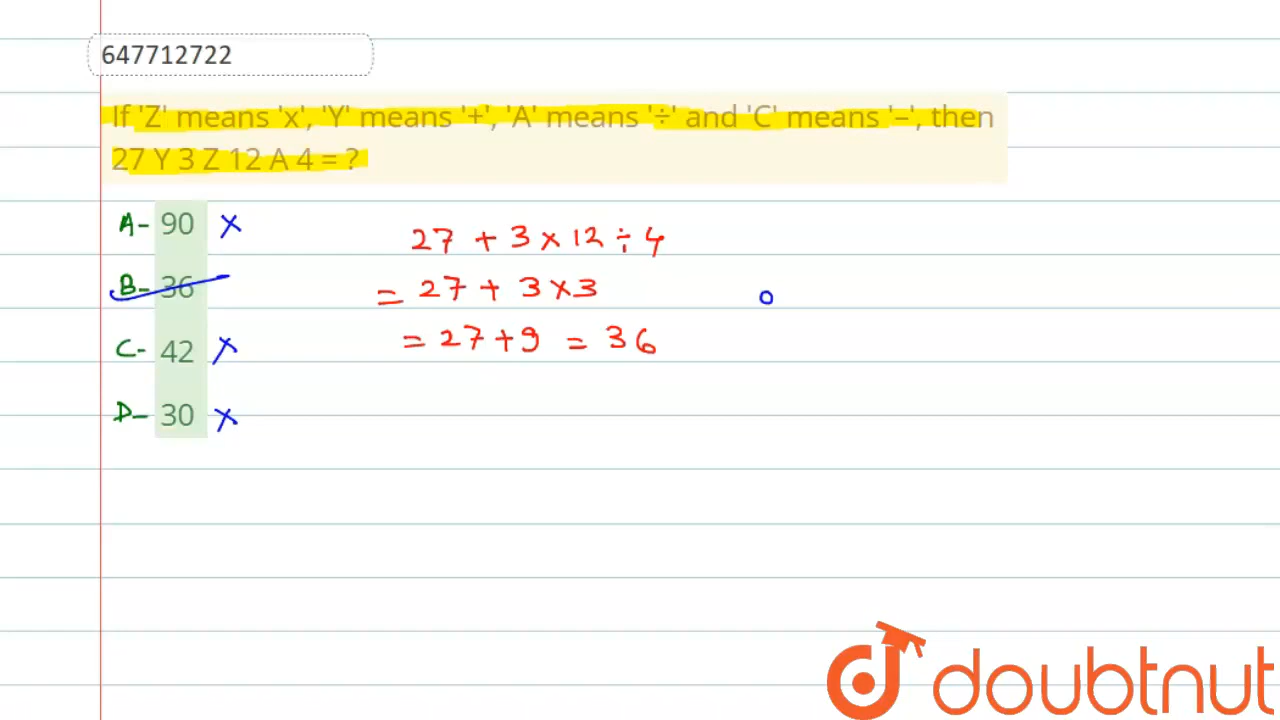 647712722
If 'Z' means 'x', 'Y' means '+', 'A' means '÷' and 'C' means '–', then
27 Y 3 Z 12 A 4 = ?
A- 90 ×
B- 36
C- 42 ×
D- 30 ×
27 + 3 × 12 ÷ 4
= 27 + 3 × 3
= 27 + 9 = 36
doubtnut